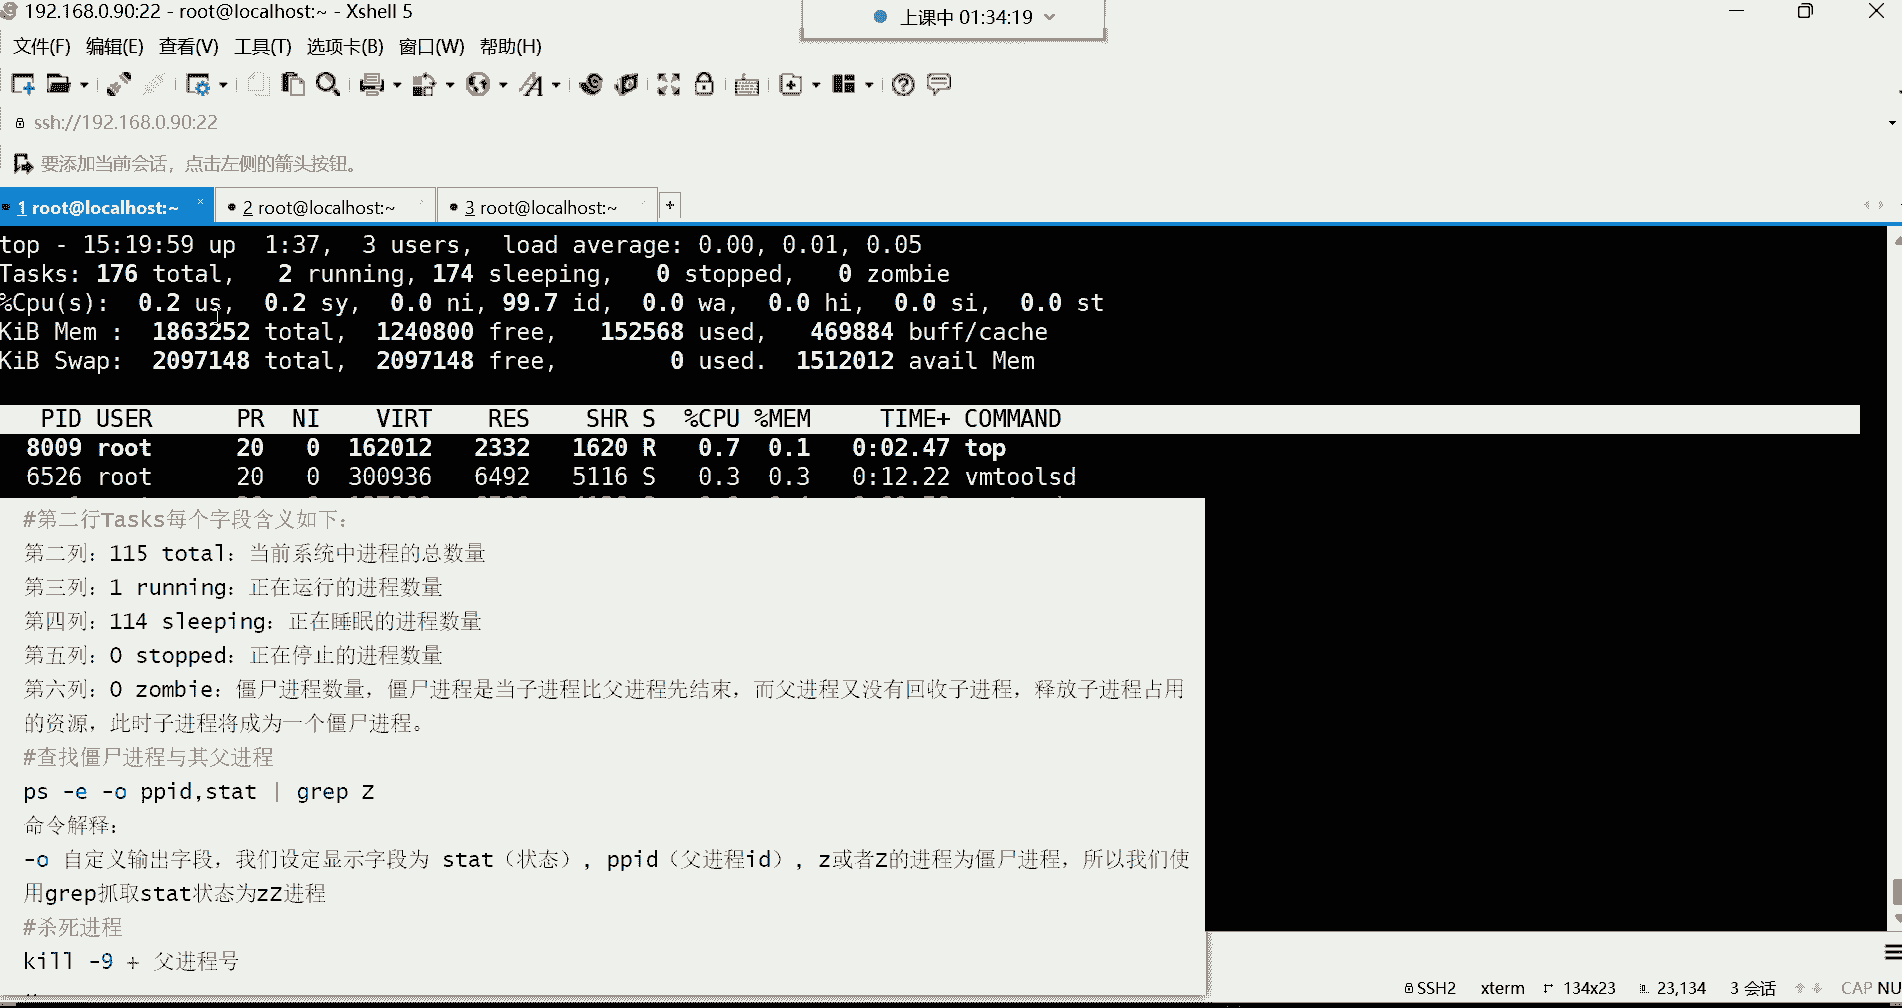 192.168.0.90:22 - root@localhost:~ - Xshell 5
上课中 01:34:19
文件(F) 编辑(E) 查看(V) 工具(T) 选项卡(B) 窗口(W) 帮助(H)
ssh://192.168.0.90:22
要添加当前会话，点击左侧的箭头按钮。
1 root@localhost:~ × 2 root@localhost:~ 3 root@localhost:~ +
top - 15:19:59 up  1:37,  3 users,  load average: 0.00, 0.01, 0.05
Tasks: 176 total,   2 running, 174 sleeping,   0 stopped,   0 zombie
%Cpu(s):  0.2 us,  0.2 sy,  0.0 ni, 99.7 id,  0.0 wa,  0.0 hi,  0.0 si,  0.0 st
KiB Mem :  1863252 total,  1240800 free,   152568 used,   469884 buff/cache
KiB Swap:  2097148 total,  2097148 free,        0 used.  1512012 avail Mem
PID USER      PR  NI    VIRT    RES    SHR S  %CPU %MEM     TIME+ COMMAND
8009 root      20   0  162012   2332   1620 R   0.7  0.1   0:02.47 top
6526 root      20   0  300936   6492   5116 S   0.3  0.3   0:12.22 vmtoolsd
#第二行Tasks每个字段含义如下：
第二列：115 total：当前系统中进程的总数量
第三列：1 running：正在运行的进程数量
第四列：114 sleeping：正在睡眠的进程数量
第五列：0 stopped：正在停止的进程数量
第六列：0 zombie：僵尸进程数量，僵尸进程是当子进程比父进程先结束，而父进程又没有回收子进程，释放子进程占用
的资源，此时子进程将成为一个僵尸进程。
#查找僵尸进程与其父进程
ps -e -o ppid,stat | grep Z
命令解释：
-o 自定义输出字段，我们设定显示字段为 stat（状态）, ppid（父进程id）, z或者Z的进程为僵尸进程，所以我们使
用grep抓取stat状态为zZ进程
#杀死进程
kill -9 + 父进程号
SSH2 xterm 134x23 23,134 3 会话 CAP NU